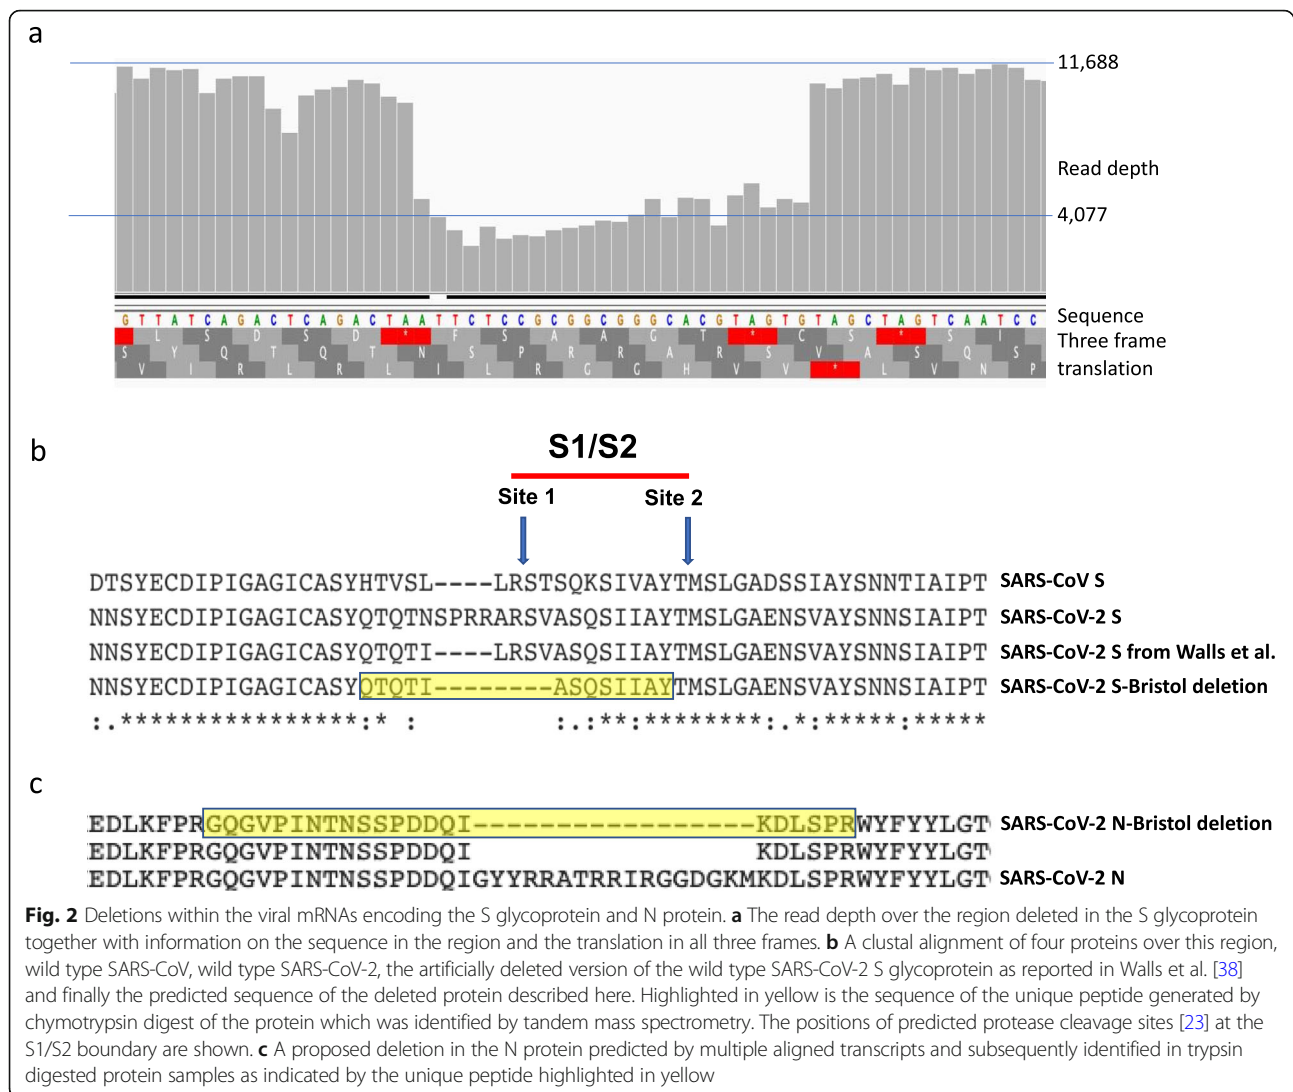 a
11,688
Read depth
4,077
G T T A T C A G A C T C A G A C T A A T T C T C C G C G G C G G G C A C G T A G T G T A G C T A G T C A A T C C Sequence
L S D S D * F S A A G T * C S * S I Three frame
S Y Q T Q T N S P R R A R S V A S Q S
V I R L R L I L R G G H V V * L V N P translation
b
S1/S2
Site 1 Site 2
DTSYECDIPIGAGICASYHTVSL----LRSTSQKSIVAYTMSLGADSSIAYSNNTIAIPT SARS-CoV S
NNSYECDIPIGAGICASYQTQTNSPRRARSVASQSIIAYTMSLGAENSVAYSNNSIAIPT SARS-CoV-2 S
NNSYECDIPIGAGICASYQTQTI----LRSVASQSIIAYTMSLGAENSVAYSNNSIAIPT SARS-CoV-2 S from Walls et al.
NNSYECDIPIGAGICASYQTQTI--------ASQSIIAYTMSLGAENSVAYSNNSIAIPT SARS-CoV-2 S-Bristol deletion
:.****************:* :         :.:**:********:.*:*****:*****
c
EDLKFPRGQGVPINTNSSPDDQI-------------------KDLSPRWYFYYLGT SARS-CoV-2 N-Bristol deletion
EDLKFPRGQGVPINTNSSPDDQI                   KDLSPRWYFYYLGT
EDLKFPRGQGVPINTNSSPDDQIGYYRRATRRIRGGDGKMKDLSPRWYFYYLGT SARS-CoV-2 N
Fig. 2 Deletions within the viral mRNAs encoding the S glycoprotein and N protein. a The read depth over the region deleted in the S glycoprotein
together with information on the sequence in the region and the translation in all three frames. b A clustal alignment of four proteins over this region,
wild type SARS-CoV, wild type SARS-CoV-2, the artificially deleted version of the wild type SARS-CoV-2 S glycoprotein as reported in Walls et al. [38]
and finally the predicted sequence of the deleted protein described here. Highlighted in yellow is the sequence of the unique peptide generated by
chymotrypsin digest of the protein which was identified by tandem mass spectrometry. The positions of predicted protease cleavage sites [23] at the
S1/S2 boundary are shown. c A proposed deletion in the N protein predicted by multiple aligned transcripts and subsequently identified in trypsin
digested protein samples as indicated by the unique peptide highlighted in yellow